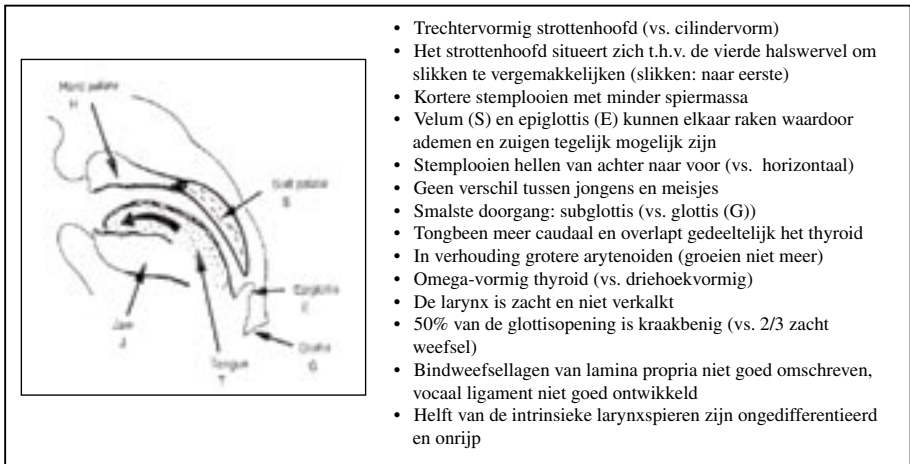 Hard palate
H
Soft palate
S
Epiglottis
E
Glottis
G
Jaw
J
Tongue
T
• Trechtervormig strottenhoofd (vs. cilindervorm)
• Het strottenhoofd situeert zich t.h.v. de vierde halswervel om
slikken te vergemakkelijken (slikken: naar eerste)
• Kortere stemplooien met minder spiermassa
• Velum (S) en epiglottis (E) kunnen elkaar raken waardoor
ademen en zuigen tegelijk mogelijk zijn
• Stemplooien hellen van achter naar voor (vs. horizontaal)
• Geen verschil tussen jongens en meisjes
• Smalste doorgang: subglottis (vs. glottis (G))
• Tongbeen meer caudaal en overlapt gedeeltelijk het thyroid
• In verhouding grotere arytenoiden (groeien niet meer)
• Omega-vormig thyroid (vs. driehoekvormig)
• De larynx is zacht en niet verkalkt
• 50% van de glottisopening is kraakbenig (vs. 2/3 zacht
weefsel)
• Bindweefsellagen van lamina propria niet goed omschreven,
vocaal ligament niet goed ontwikkeld
• Helft van de intrinsieke larynxspieren zijn ongedifferentieerd
en onrijp